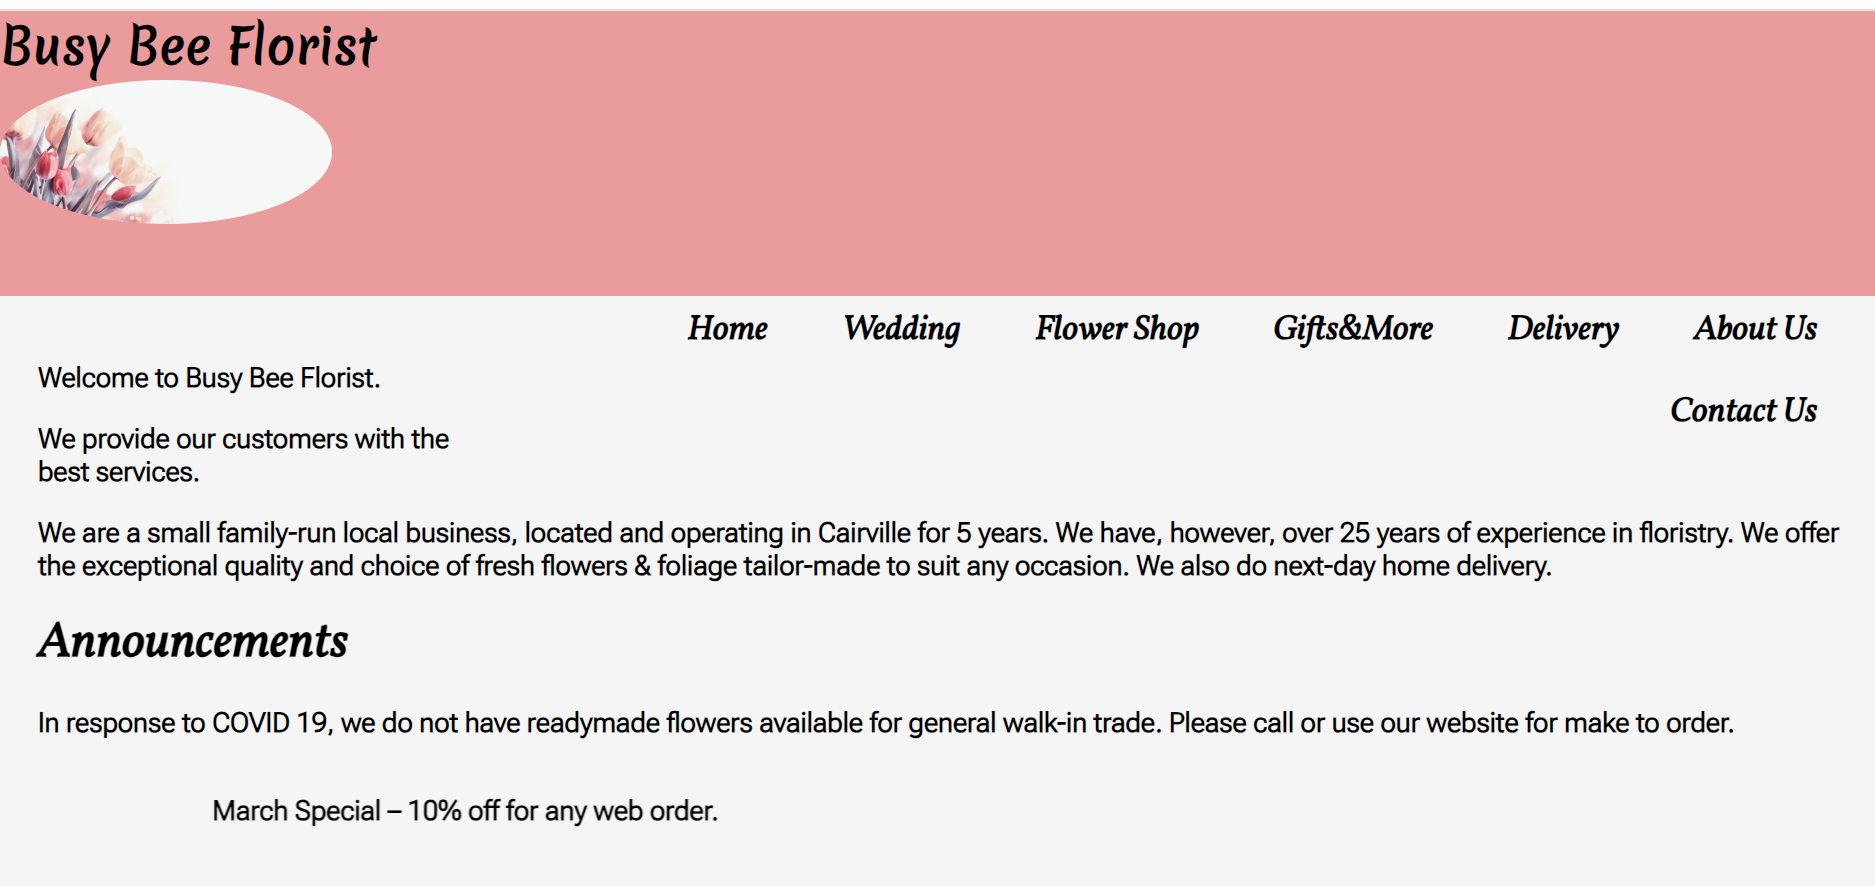 Busy Bee Florist
Home Wedding Flower Shop Gifts&More Delivery About Us
Contact Us
Welcome to Busy Bee Florist.
We provide our customers with the
best services.
We are a small family-run local business, located and operating in Cairville for 5 years. We have, however, over 25 years of experience in floristry. We offer
the exceptional quality and choice of fresh flowers & foliage tailor-made to suit any occasion. We also do next-day home delivery.
Announcements
In response to COVID 19, we do not have readymade flowers available for general walk-in trade. Please call or use our website for make to order.
March Special – 10% off for any web order.